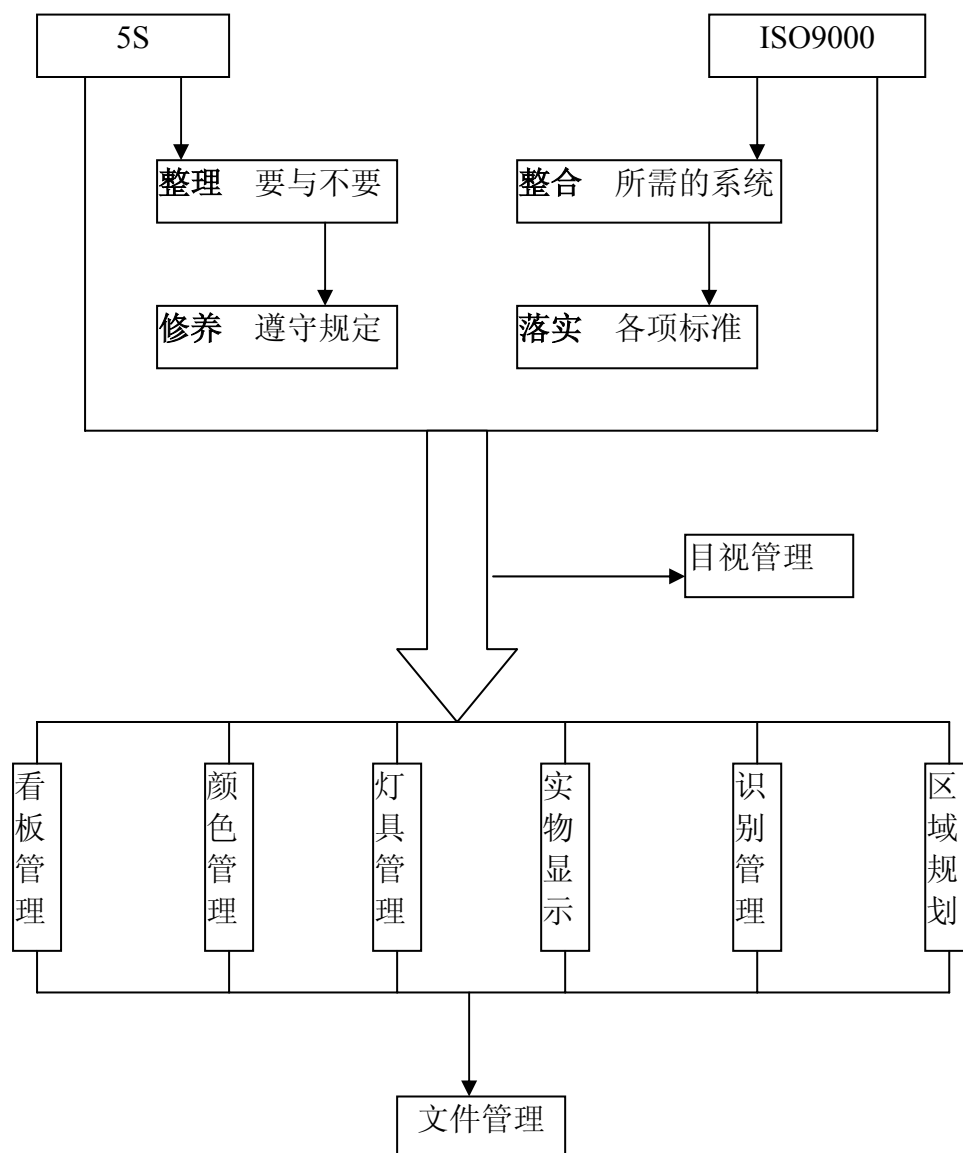 5S
ISO9000
整理 要与不要
整合 所需的系统
修养 遵守规定
落实 各项标准
目视管理
看板管理
颜色管理
灯具管理
实物显示
识别管理
区域规划
文件管理